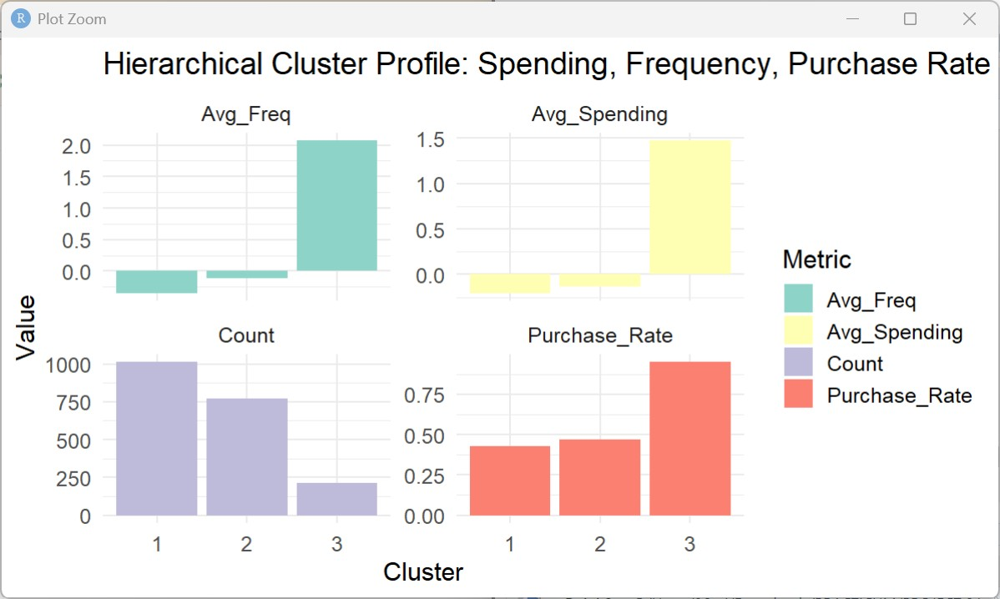 R Plot Zoom
Hierarchical Cluster Profile: Spending, Frequency, Purchase Rate
Avg_Freq
2.0
1.5
1.0
0.5
0.0
Avg_Spending
1.5
1.0
0.5
0.0
Value
Count
1000
750
500
250
0
1 2 3
Purchase_Rate
0.75
0.50
0.25
0.00
1 2 3
Cluster
Metric
Avg_Freq
Avg_Spending
Count
Purchase_Rate